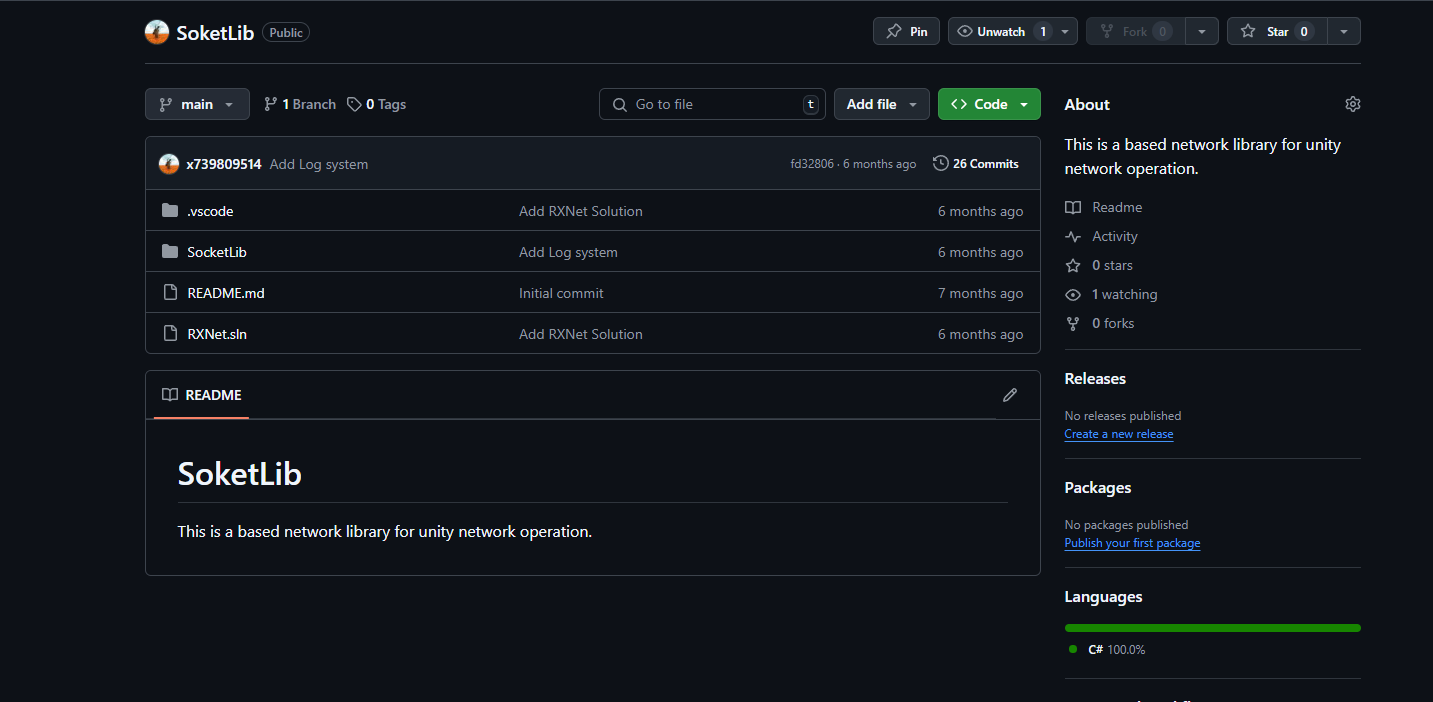 SoketLib Public Pin Unwatch 1 Fork 0 Star 0
main 1 Branch 0 Tags Go to file t Add file Code
x739809514 Add Log system fd32806 · 6 months ago 26 Commits
.vscode Add RXNet Solution 6 months ago
SocketLib Add Log system 6 months ago
README.md Initial commit 7 months ago
RXNet.sln Add RXNet Solution 6 months ago
README
SoketLib
This is a based network library for unity network operation.
About
This is a based network library for unity
network operation.
Readme
Activity
0 stars
1 watching
0 forks
Releases
No releases published
Create a new release
Packages
No packages published
Publish your first package
Languages
C# 100.0%